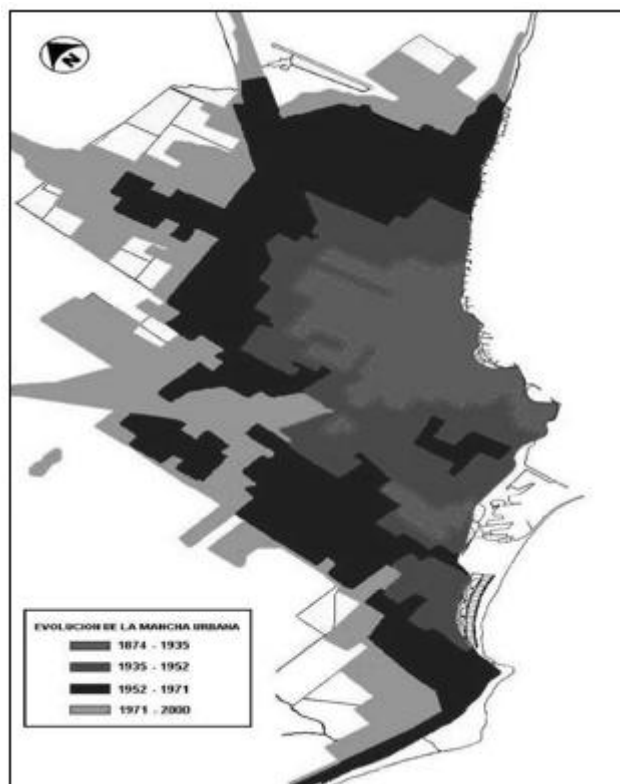 N
EVOLUCION DE LA MANCHA URBANA
1874 - 1935
1935 - 1952
1952 - 1971
1971 - 2000